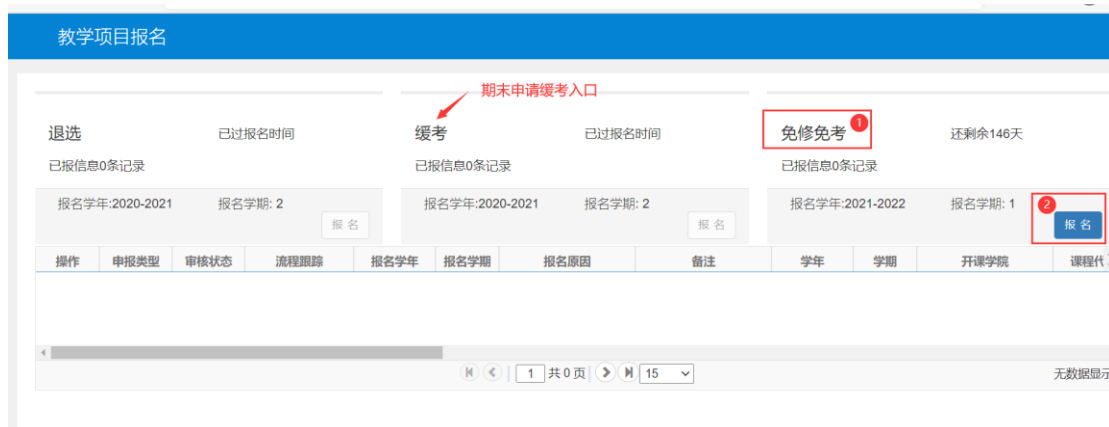 教学项目报名
期末申请缓考入口
退选 已过报名时间 缓考 已过报名时间 免修免考 1 还剩余146天
已报信息0条记录 已报信息0条记录 已报信息0条记录
报名学年:2020-2021 报名学期: 2 报名学年:2020-2021 报名学期: 2 报名学年:2021-2022 报名学期: 1 2
报 名 报 名 报 名
操作 申报类型 审核状态 流程跟踪 报名学年 报名学期 报名原因 备注 学年 学期 开课学院 课程代
1 共 0 页 15 无数据显示